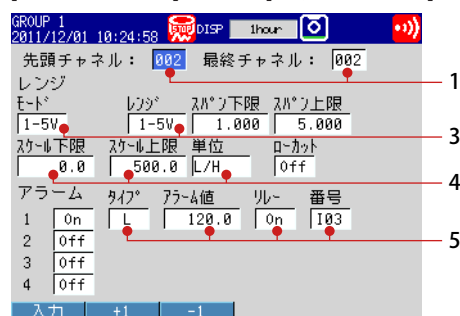 GROUP 1
2011/12/01 10:24:58 STOP DISP 1hour
先頭チャネル： 002 最終チャネル： 002
1
レンジ
ﾓｰﾄﾞ ﾚﾝｼﾞ ｽﾊﾟﾝ下限 ｽﾊﾟﾝ上限
1-5V 1-5V 1.000 5.000
3
ｽｹｰﾙ下限 ｽｹｰﾙ上限 単位 ﾛｰｶｯﾄ
0.0 500.0 L/H Off
4
アラーム ﾀｲﾌﾟ ｱﾗｰﾑ値 ﾘﾚｰ 番号
1 On L 120.0 On I03
2 Off
5
3 Off
4 Off
入力 +1 -1